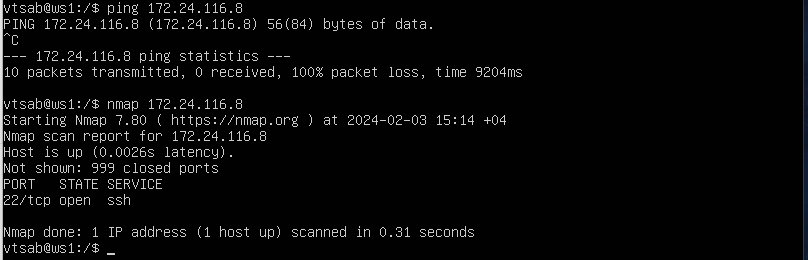 vtsab@ws1:/$ ping 172.24.116.8
PING 172.24.116.8 (172.24.116.8) 56(84) bytes of data.
^C
--- 172.24.116.8 ping statistics ---
10 packets transmitted, 0 received, 100% packet loss, time 9204ms

vtsab@ws1:/$ nmap 172.24.116.8
Starting Nmap 7.80 ( https://nmap.org ) at 2024-02-03 15:14 +04
Nmap scan report for 172.24.116.8
Host is up (0.0026s latency).
Not shown: 999 closed ports
PORT   STATE SERVICE
22/tcp open  ssh

Nmap done: 1 IP address (1 host up) scanned in 0.31 seconds
vtsab@ws1:/$ _